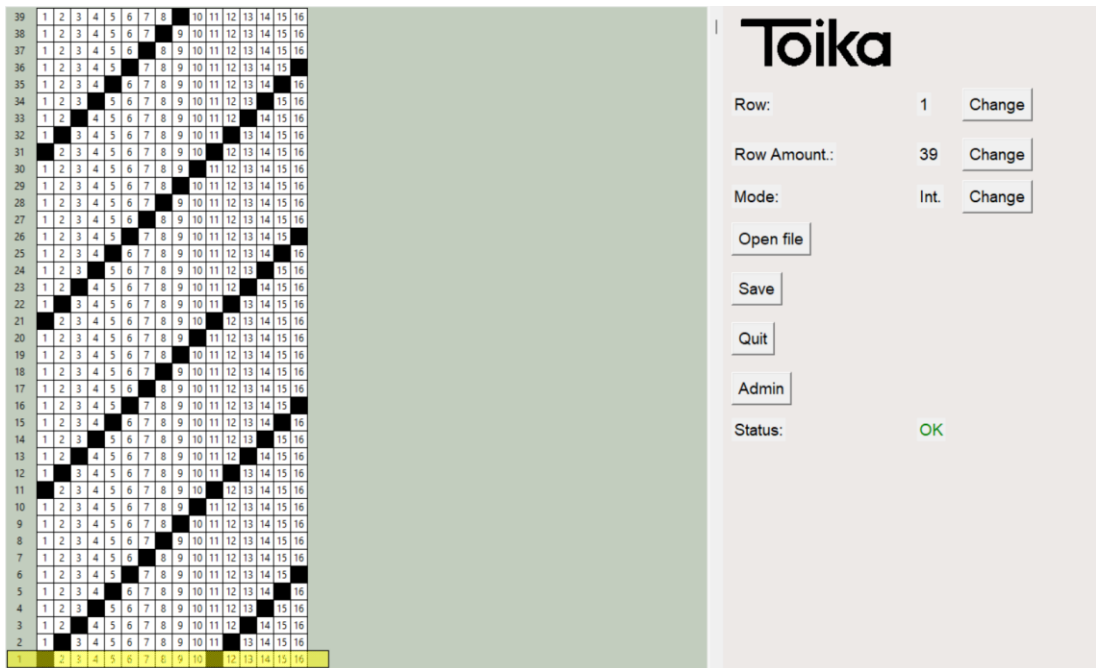 39 1 2 3 4 5 6 7 8 10 11 12 13 14 15 16
38 1 2 3 4 5 6 7 9 10 11 12 13 14 15 16
37 1 2 3 4 5 6 8 9 10 11 12 13 14 15 16
36 1 2 3 4 5 7 8 9 10 11 12 13 14 15
35 1 2 3 4 6 7 8 9 10 11 12 13 14 16
34 1 2 3 5 6 7 8 9 10 11 12 13 15 16
33 1 2 4 5 6 7 8 9 10 11 12 14 15 16
32 1 3 4 5 6 7 8 9 10 11 13 14 15 16
31 2 3 4 5 6 7 8 9 10 12 13 14 15 16
30 1 2 3 4 5 6 7 8 9 11 12 13 14 15 16
29 1 2 3 4 5 6 7 8 10 11 12 13 14 15 16
28 1 2 3 4 5 6 7 9 10 11 12 13 14 15 16
27 1 2 3 4 5 6 8 9 10 11 12 13 14 15 16
26 1 2 3 4 5 7 8 9 10 11 12 13 14 15
25 1 2 3 4 6 7 8 9 10 11 12 13 14 16
24 1 2 3 5 6 7 8 9 10 11 12 13 15 16
23 1 2 4 5 6 7 8 9 10 11 12 14 15 16
22 1 3 4 5 6 7 8 9 10 11 13 14 15 16
21 2 3 4 5 6 7 8 9 10 12 13 14 15 16
20 1 2 3 4 5 6 7 8 9 11 12 13 14 15 16
19 1 2 3 4 5 6 7 8 10 11 12 13 14 15 16
18 1 2 3 4 5 6 7 9 10 11 12 13 14 15 16
17 1 2 3 4 5 6 8 9 10 11 12 13 14 15 16
16 1 2 3 4 5 7 8 9 10 11 12 13 14 15
15 1 2 3 4 6 7 8 9 10 11 12 13 14 16
14 1 2 3 5 6 7 8 9 10 11 12 13 15 16
13 1 2 4 5 6 7 8 9 10 11 12 14 15 16
12 1 3 4 5 6 7 8 9 10 11 13 14 15 16
11 2 3 4 5 6 7 8 9 10 12 13 14 15 16
10 1 2 3 4 5 6 7 8 9 11 12 13 14 15 16
9 1 2 3 4 5 6 7 8 10 11 12 13 14 15 16
8 1 2 3 4 5 6 7 9 10 11 12 13 14 15 16
7 1 2 3 4 5 6 8 9 10 11 12 13 14 15 16
6 1 2 3 4 5 7 8 9 10 11 12 13 14 15
5 1 2 3 4 6 7 8 9 10 11 12 13 14 16
4 1 2 3 5 6 7 8 9 10 11 12 13 15 16
3 1 2 4 5 6 7 8 9 10 11 12 14 15 16
2 1 3 4 5 6 7 8 9 10 11 13 14 15 16
1 2 3 4 5 6 7 8 9 10 12 13 14 15 16
Toika
Row: 1 Change
Row Amount.: 39 Change
Mode: Int. Change
Open file
Save
Quit
Admin
Status: OK